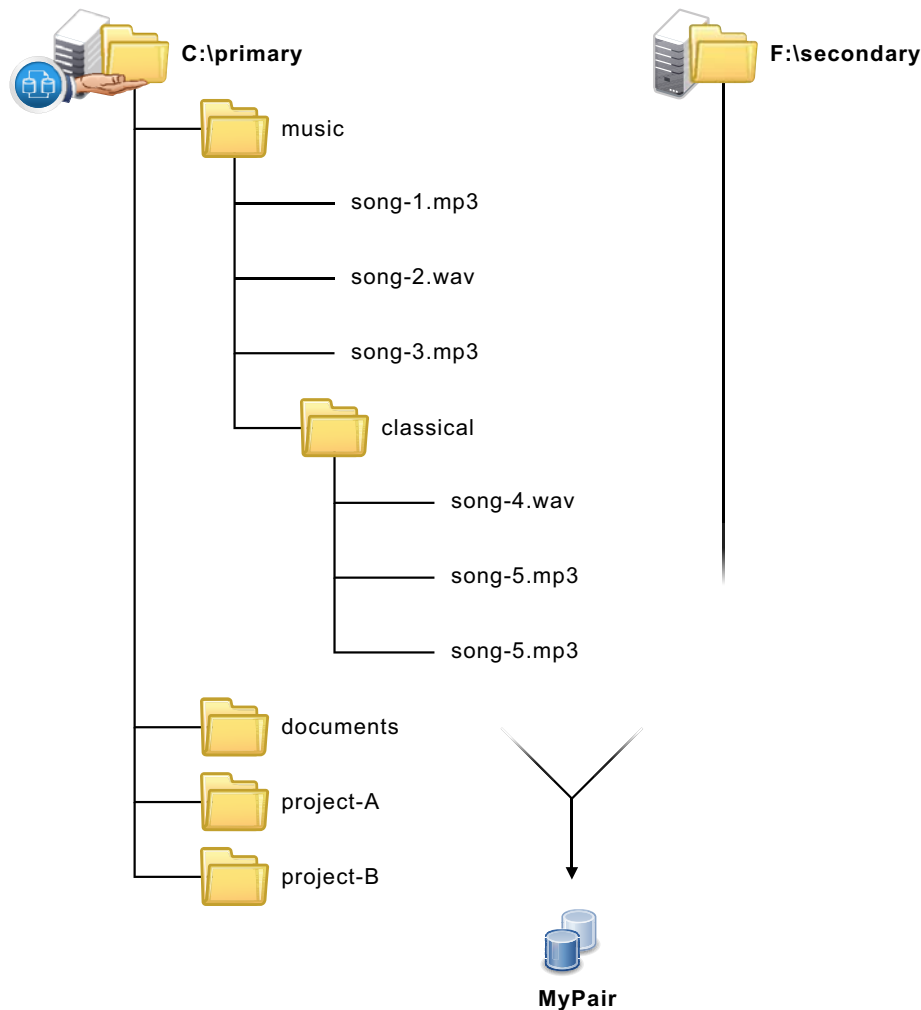 C:\primary
F:\secondary
music
song-1.mp3
song-2.wav
song-3.mp3
classical
song-4.wav
song-5.mp3
song-5.mp3
documents
project-A
project-B
MyPair